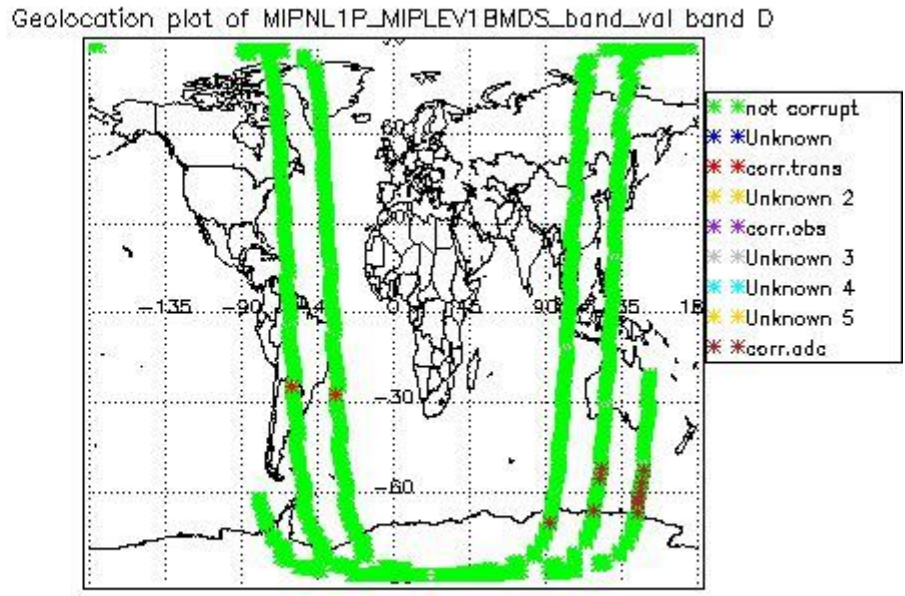 Geolocation plot of MIPNL1P_MIPLEV1BMDS_band_val band D
not corrupt
Unknown
corr.trans
Unknown 2
corr.obs
Unknown 3
Unknown 4
Unknown 5
corr.adc
-135 -90 0 90 18
-30
-60